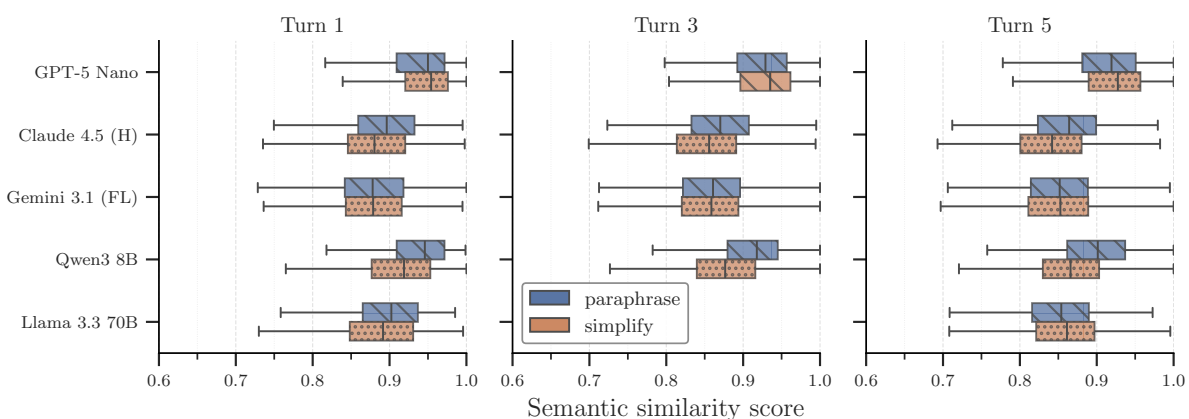 Turn 1 Turn 3 Turn 5
GPT-5 Nano
Claude 4.5 (H)
Gemini 3.1 (FL)
Qwen3 8B
Llama 3.3 70B
paraphrase
simplify
0.6 0.7 0.8 0.9 1.0 0.6 0.7 0.8 0.9 1.0 0.6 0.7 0.8 0.9 1.0
Semantic similarity score